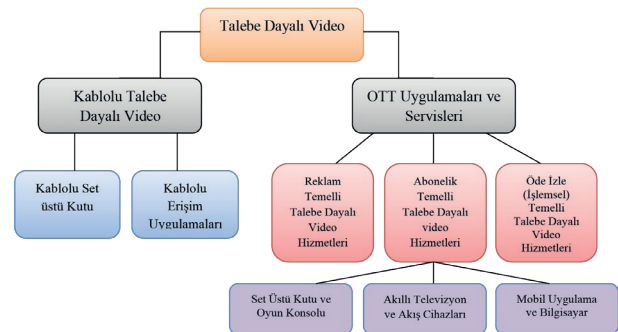 Talebe Dayalı Video
Kablolu Talebe
Dayalı Video
OTT Uygulamaları ve
Servisleri
Kablolu Set
üstü Kutu
Kablolu
Erişim
Uygulamaları
Reklam
Temelli
Talebe Dayalı
Video
Hizmetleri
Abonelik
Temelli
Talebe Dayalı
video
Hizmetleri
Öde İzle
(İşlemsel)
Temelli
Talebe Dayalı
Video
Hizmetleri
Set Üstü Kutu ve
Oyun Konsolu
Akıllı Televizyon
ve Akış Cihazları
Mobil Uygulama
ve Bilgisayar